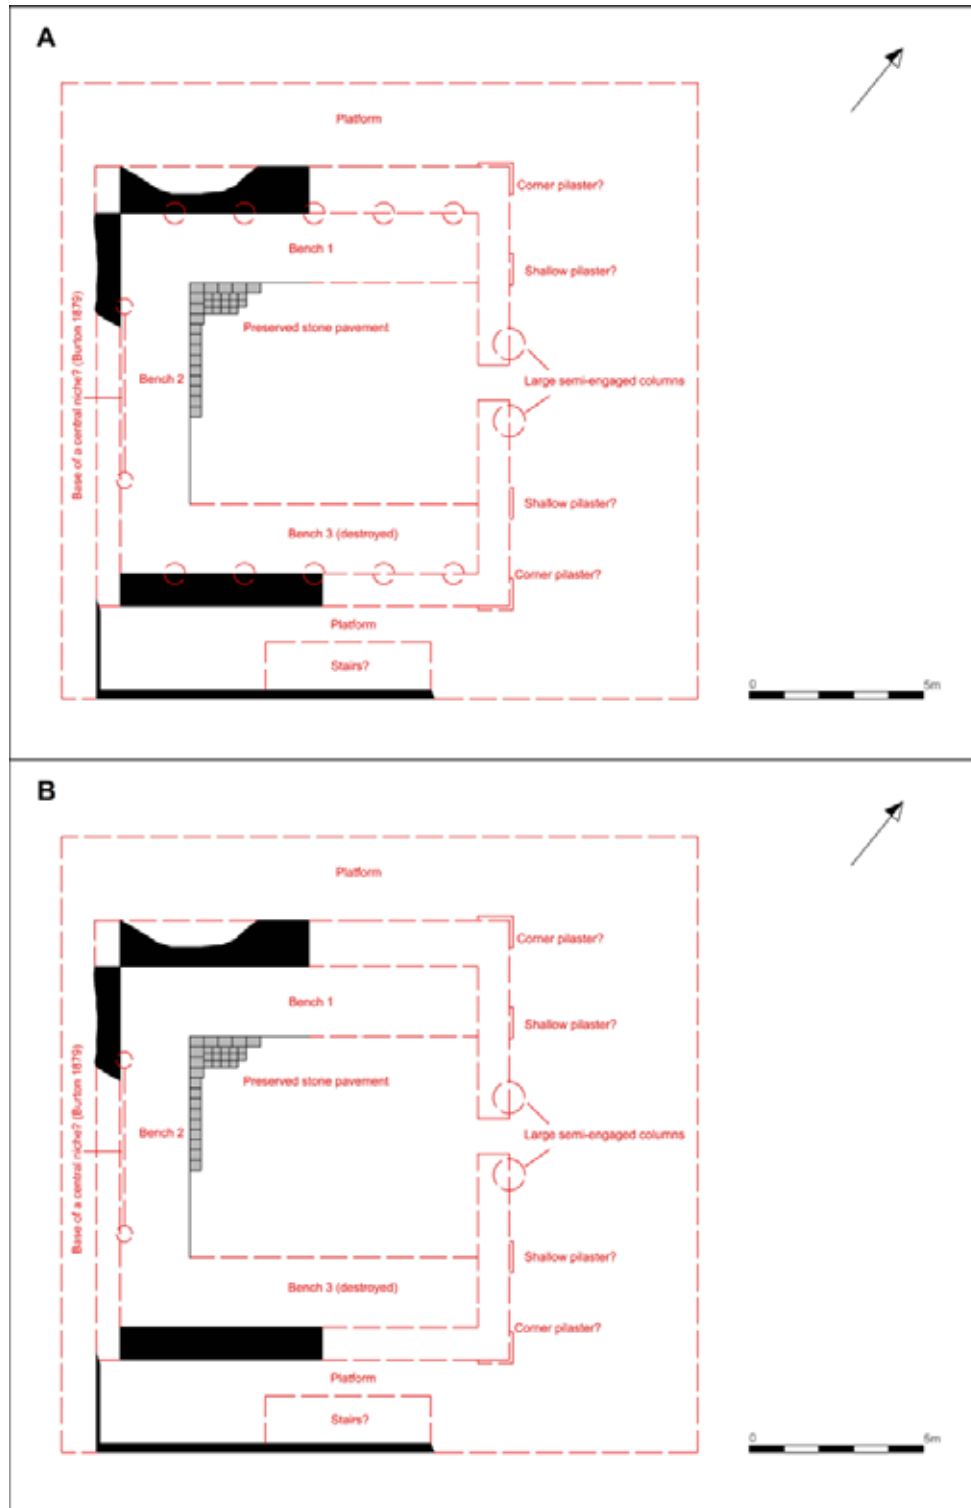 A
Platform
Corner pilaster?
Bench 1
Shallow pilaster?
Base of a central niche? (Burton 1879)
Preserved stone pavement
Bench 2
Large semi-engaged columns
Shallow pilaster?
Bench 3 (destroyed)
Corner pilaster?
Platform
Stairs?
0 5m
B
Platform
Corner pilaster?
Bench 1
Shallow pilaster?
Base of a central niche? (Burton 1879)
Preserved stone pavement
Bench 2
Large semi-engaged columns
Shallow pilaster?
Bench 3 (destroyed)
Corner pilaster?
Platform
Stairs?
0 5m